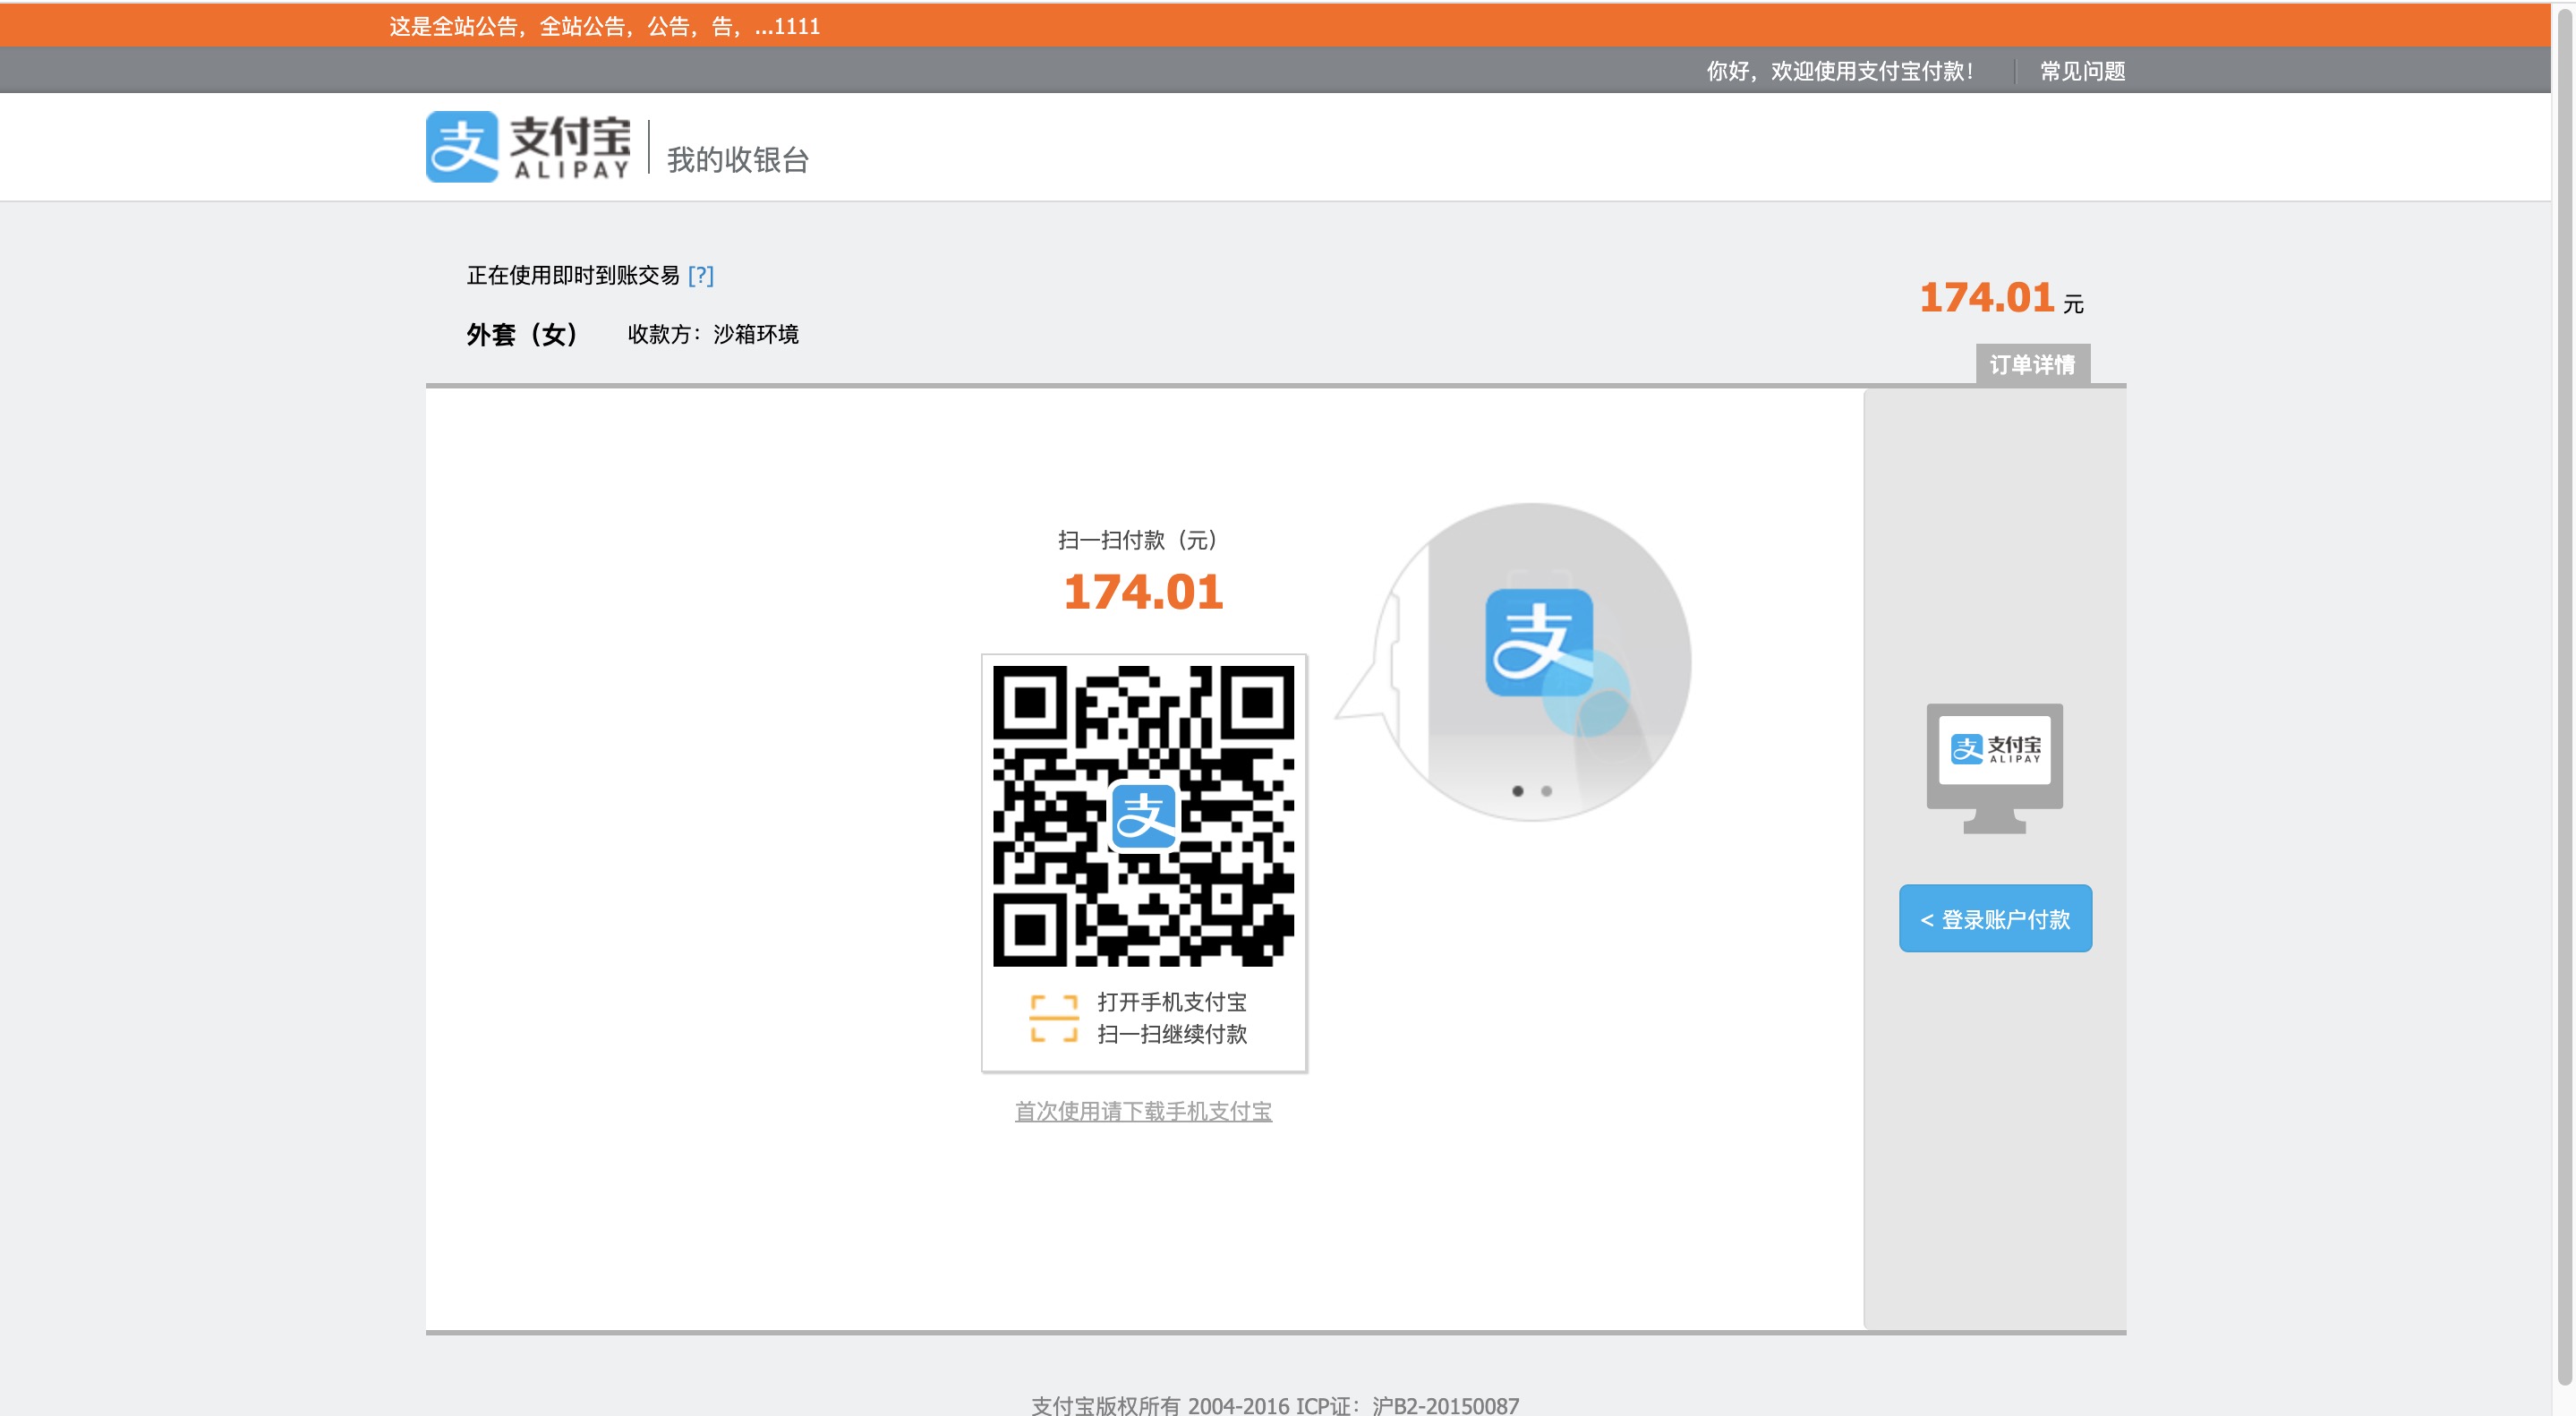 这是全站公告，全站公告，公告，告，...1111
你好，欢迎使用支付宝付款！ 常见问题
支 支付宝 ALIPAY 我的收银台
正在使用即时到账交易 [?]
174.01 元
外套（女） 收款方：沙箱环境
订单详情
扫一扫付款（元）
174.01
支
支付宝
ALIPAY
支
< 登录账户付款
打开手机支付宝
扫一扫继续付款
首次使用请下载手机支付宝
支付宝版权所有 2004-2016 ICP证：沪B2-20150087